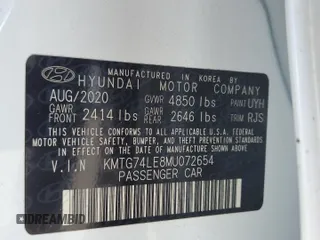 MANUFACTURED IN KOREA BY
HYUNDAI MOTOR COMPANY
AUG/2020 GVWR 4850 lbs PAINT UYH
GAWR FRONT 2414 lbs GAWR REAR 2646 lbs TRIM RJS
THIS VEHICLE CONFORMS TO ALL APPLICABLE FEDERAL
MOTOR VEHICLE SAFETY, BUMPER, AND THEFT PREVENTION
STANDARDS IN EFFECT ON THE DATE OF MANUFACTURE SHOWN ABOVE.
V.I.N KMTG74LE8MU072654
PASSENGER CAR
DREAMBID